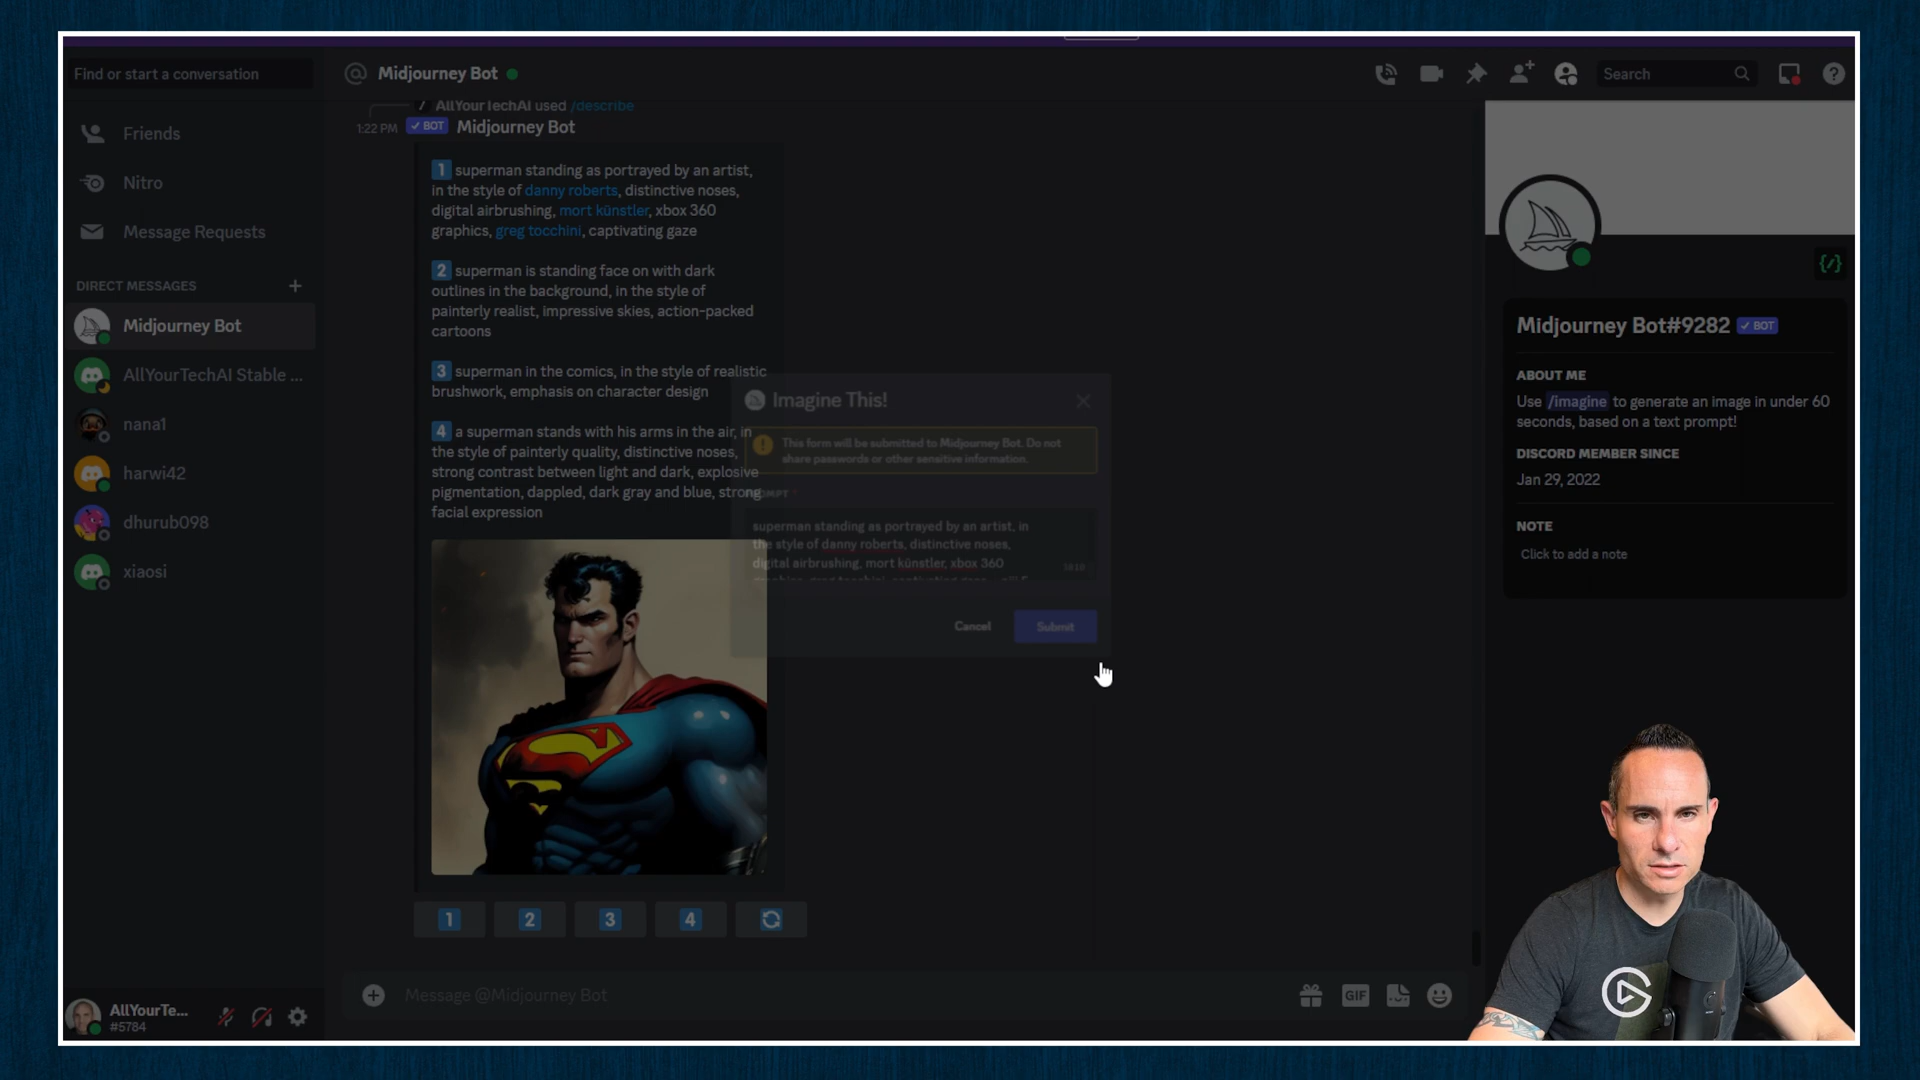 Find or start a conversation
Midjourney Bot
Search
Friends
Nitro
Message Requests
DIRECT MESSAGES
Midjourney Bot
AllYourTechAI Stable ...
nana1
harwi42
dhurub098
xiaosi
AllYourTe...
#5784
AllYourTechAI used /describe
1:22 PM BOT Midjourney Bot
1 superman standing as portrayed by an artist,
in the style of danny roberts, distinctive noses,
digital airbrushing, mort künstler, xbox 360
graphics, greg tocchini, captivating gaze
2 superman is standing face on with dark
outlines in the background, in the style of
painterly realist, impressive skies, action-packed
cartoons
3 superman in the comics, in the style of realistic
brushwork, emphasis on character design
4 a superman stands with his arms in the air, in
the style of painterly quality, distinctive noses,
strong contrast between light and dark, explosive
pigmentation, dappled, dark gray and blue, strong
facial expression
1 2 3 4
Message @Midjourney Bot
GIF
Imagine This!
This form will be submitted to Midjourney Bot. Do not
share passwords or other sensitive information.
superman standing as portrayed by an artist, in
the style of danny roberts, distinctive noses,
digital airbrushing, mort künstler, xbox 360
Cancel
Submit
Midjourney Bot#9282 BOT
ABOUT ME
Use /imagine to generate an image in under 60
seconds, based on a text prompt!
DISCORD MEMBER SINCE
Jan 29, 2022
NOTE
Click to add a note